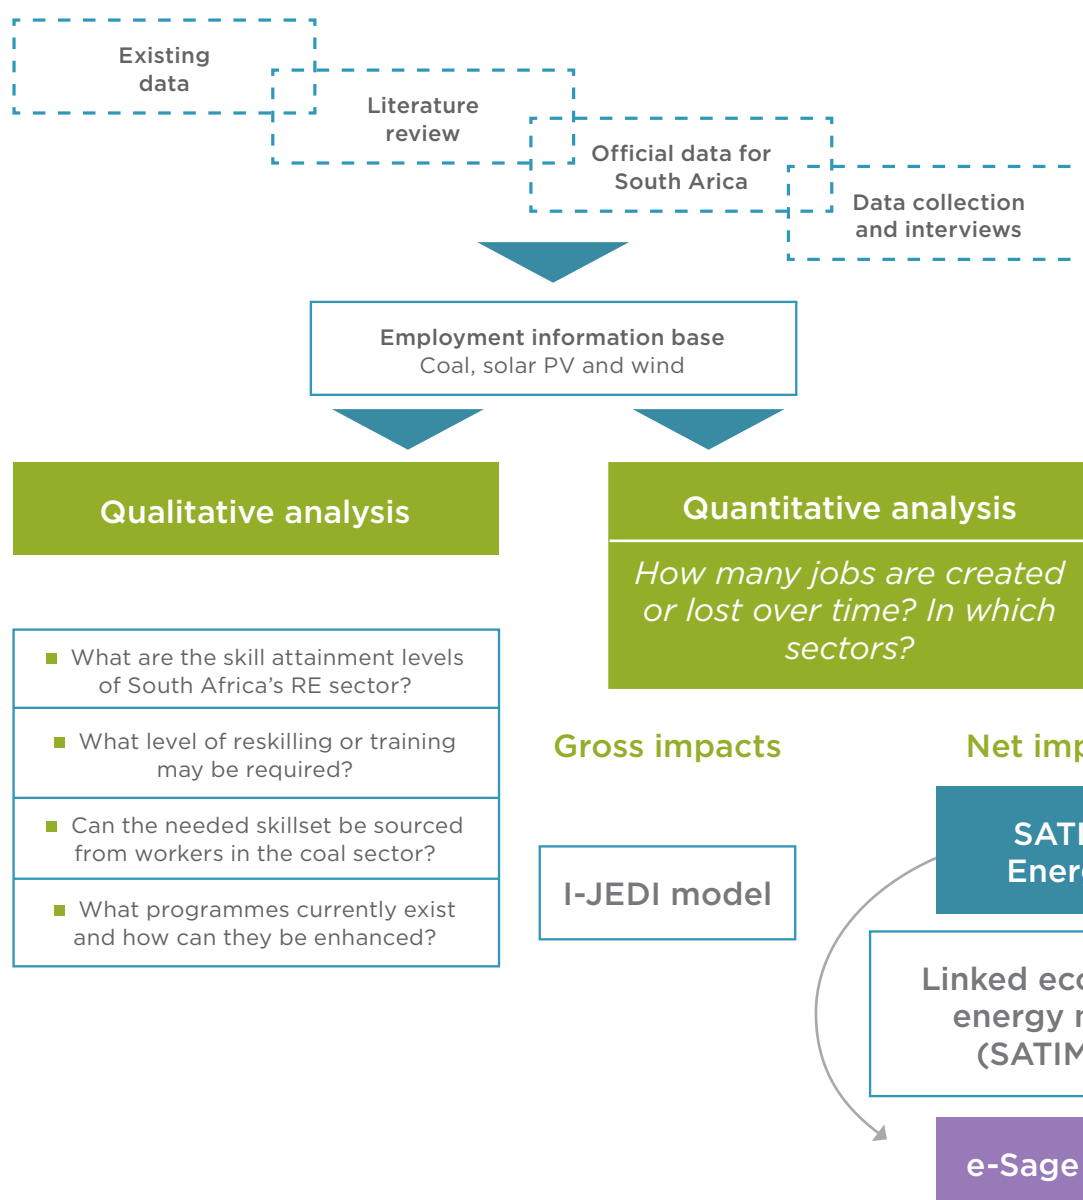 Existing
data
Literature
review
Official data for
South Arica
Data collection
and interviews
Employment information base
Coal, solar PV and wind
Qualitative analysis
What are the skill attainment levels
of South Africa's RE sector?
What level of reskilling or training
may be required?
Can the needed skillset be sourced
from workers in the coal sector?
What programmes currently exist
and how can they be enhanced?
Quantitative analysis
How many jobs are created
or lost over time? In which
sectors?
Gross impacts
I-JEDI model
Net
Linked
energy
e-Sage